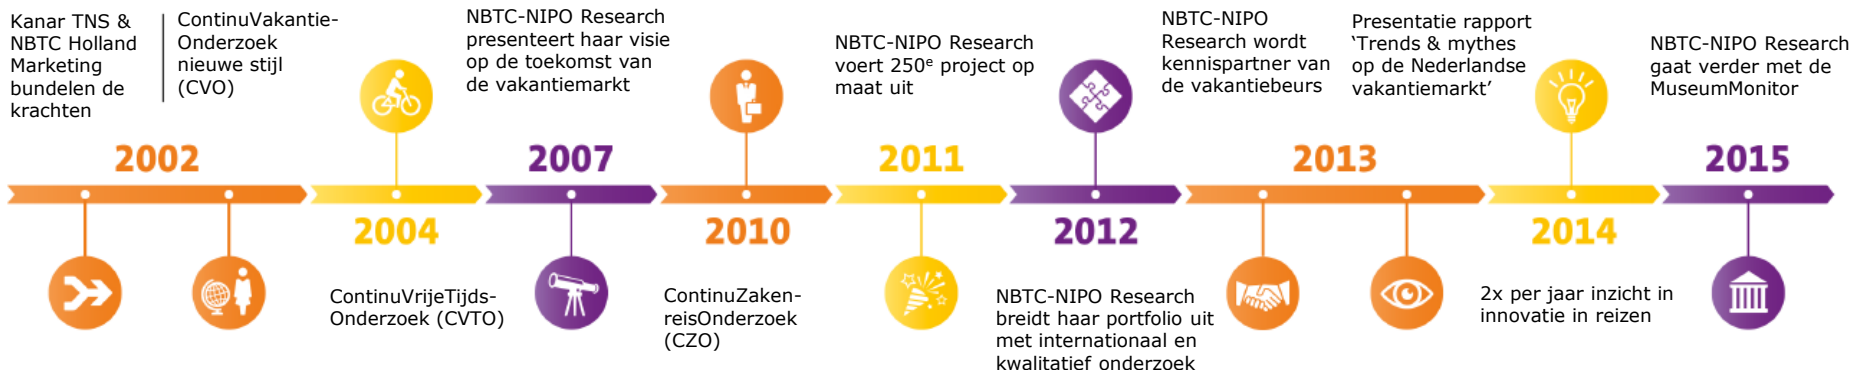 Kanar TNS &
NBTC Holland
Marketing
bundelen de
krachten
ContinuVakantie-
Onderzoek
nieuwe stijl
(CVO)
2002
2004
ContinuVrijeTijds-
Onderzoek (CVTO)
NBTC-NIPO Research
presenteert haar visie
op de toekomst van
de vakantiemarkt
2007
2010
ContinuZaken-
reisOnderzoek
(CZO)
NBTC-NIPO Research
voert 250e project op
maat uit
2011
2012
NBTC-NIPO Research
breidt haar portfolio uit
met internationaal en
kwalitatief onderzoek
NBTC-NIPO
Research wordt
kennispartner van
de vakantiebeurs
2013
Presentatie rapport
‘Trends & mythes
op de Nederlandse
vakantiemarkt’
2014
2x per jaar inzicht in
innovatie in reizen
NBTC-NIPO Research
gaat verder met de
MuseumMonitor
2015